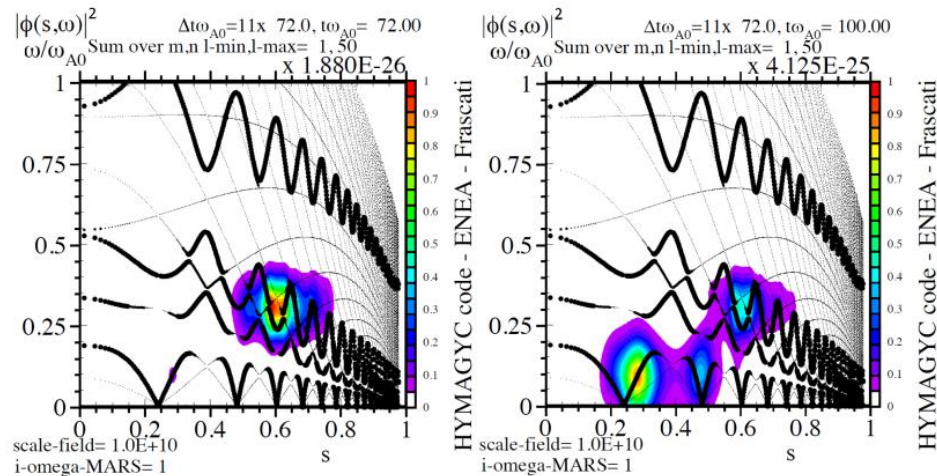 |ϕ(s,ω)|² Δtω_A0=11x 72.0, tω_A0= 72.00
ω/ω_A0 Sum over m,n l-min,l-max= 1,50
x 1.880E-26
1
0.75
0.5
0.25
0
0 0.2 0.4 0.6 0.8 1
s
1
0.9
0.8
0.7
0.6
0.5
0.4
0.3
0.2
0.1
0
HYMAGYC code - ENEA - Frascati
scale-field= 1.0E+10
i-omega-MARS= 1
|ϕ(s,ω)|² Δtω_A0=11x 72.0, tω_A0= 100.00
ω/ω_A0 Sum over m,n l-min,l-max= 1,50
x 4.125E-25
1
0.75
0.5
0.25
0
0 0.2 0.4 0.6 0.8 1
s
1
0.9
0.8
0.7
0.6
0.5
0.4
0.3
0.2
0.1
0
HYMAGYC code - ENEA - Frascati
scale-field= 1.0E+10
i-omega-MARS= 1